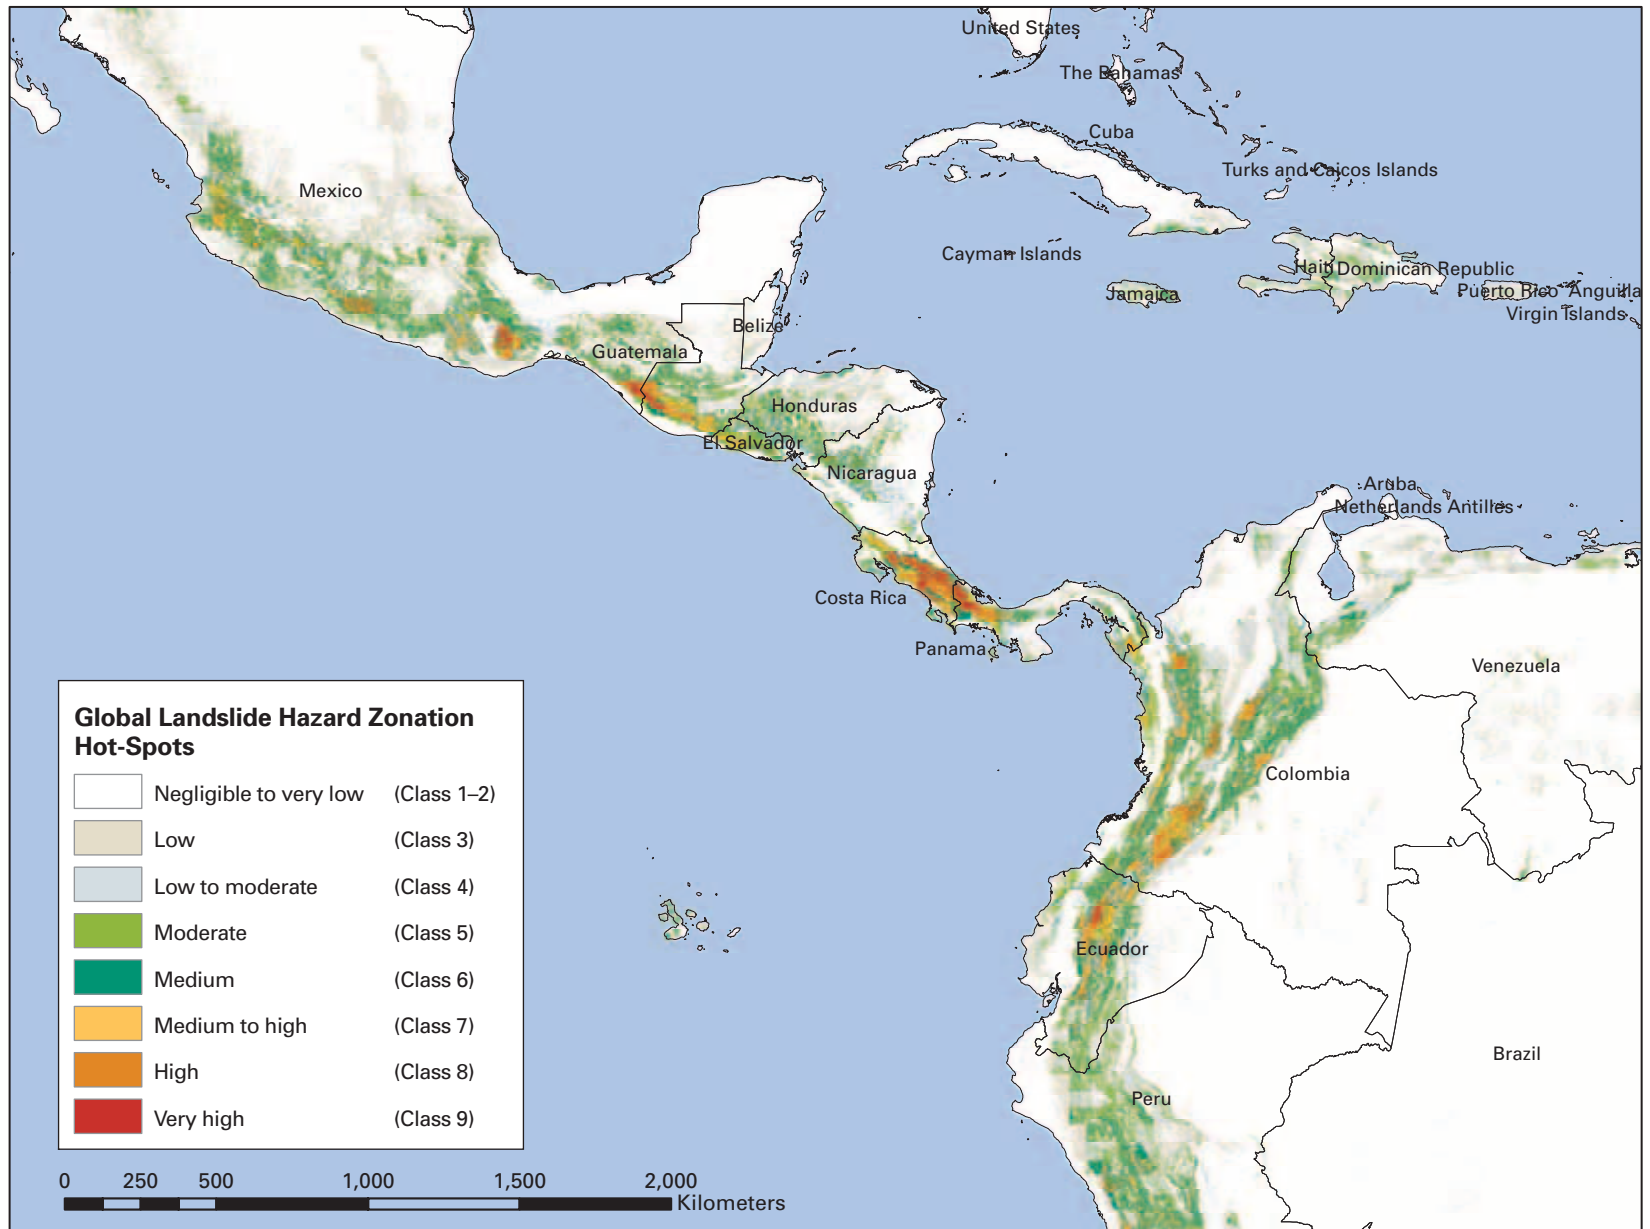 United States
The Bahamas
Cuba
Turks and Caicos Islands
Mexico
Cayman Islands
Haiti
Dominican Republic
Jamaica
Puerto Rico
Anguilla
Virgin Islands
Belize
Guatemala
Honduras
El Salvador
Nicaragua
Aruba
Netherlands Antilles
Costa Rica
Panama
Venezuela
Colombia
Ecuador
Brazil
Peru
Global Landslide Hazard Zonation
Hot-Spots
Negligible to very low (Class 1–2)
Low (Class 3)
Low to moderate (Class 4)
Moderate (Class 5)
Medium (Class 6)
Medium to high (Class 7)
High (Class 8)
Very high (Class 9)
0 250 500 1,000 1,500 2,000
Kilometers